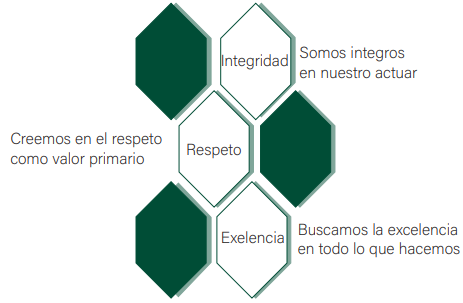 Integridad
Somos integros
en nuestro actuar
Creemos en el respeto
como valor primario
Respeto
Exelencia
Buscamos la excelencia
en todo lo que hacemos